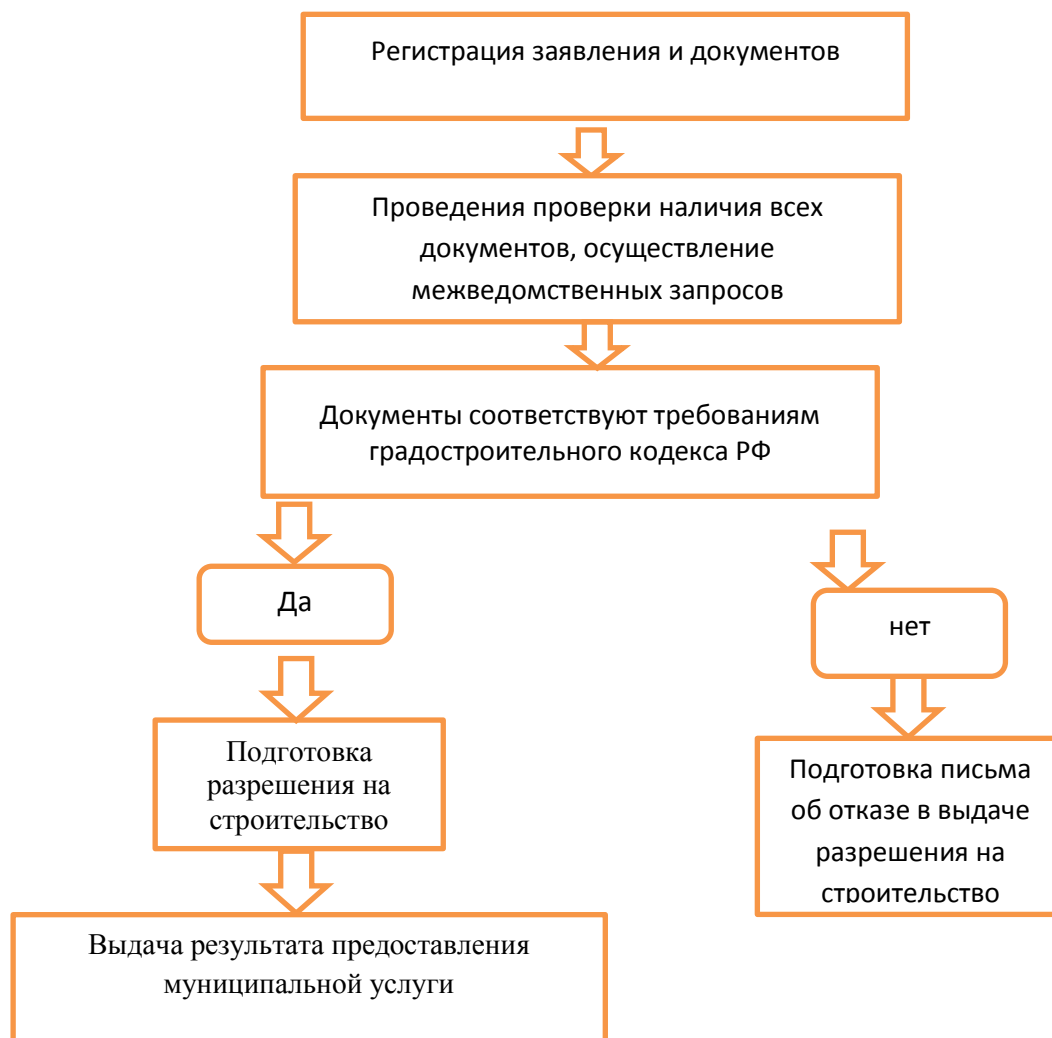 Регистрация заявления и документов
Проведения проверки наличия всех
документов, осуществление
межведомственных запросов
Документы соответствуют требованиям
градостроительного кодекса РФ
Да
нет
Подготовка
разрешения на
строительство
Подготовка письма
об отказе в выдаче
разрешения на
строительство
Выдача результата предоставления
муниципальной услуги